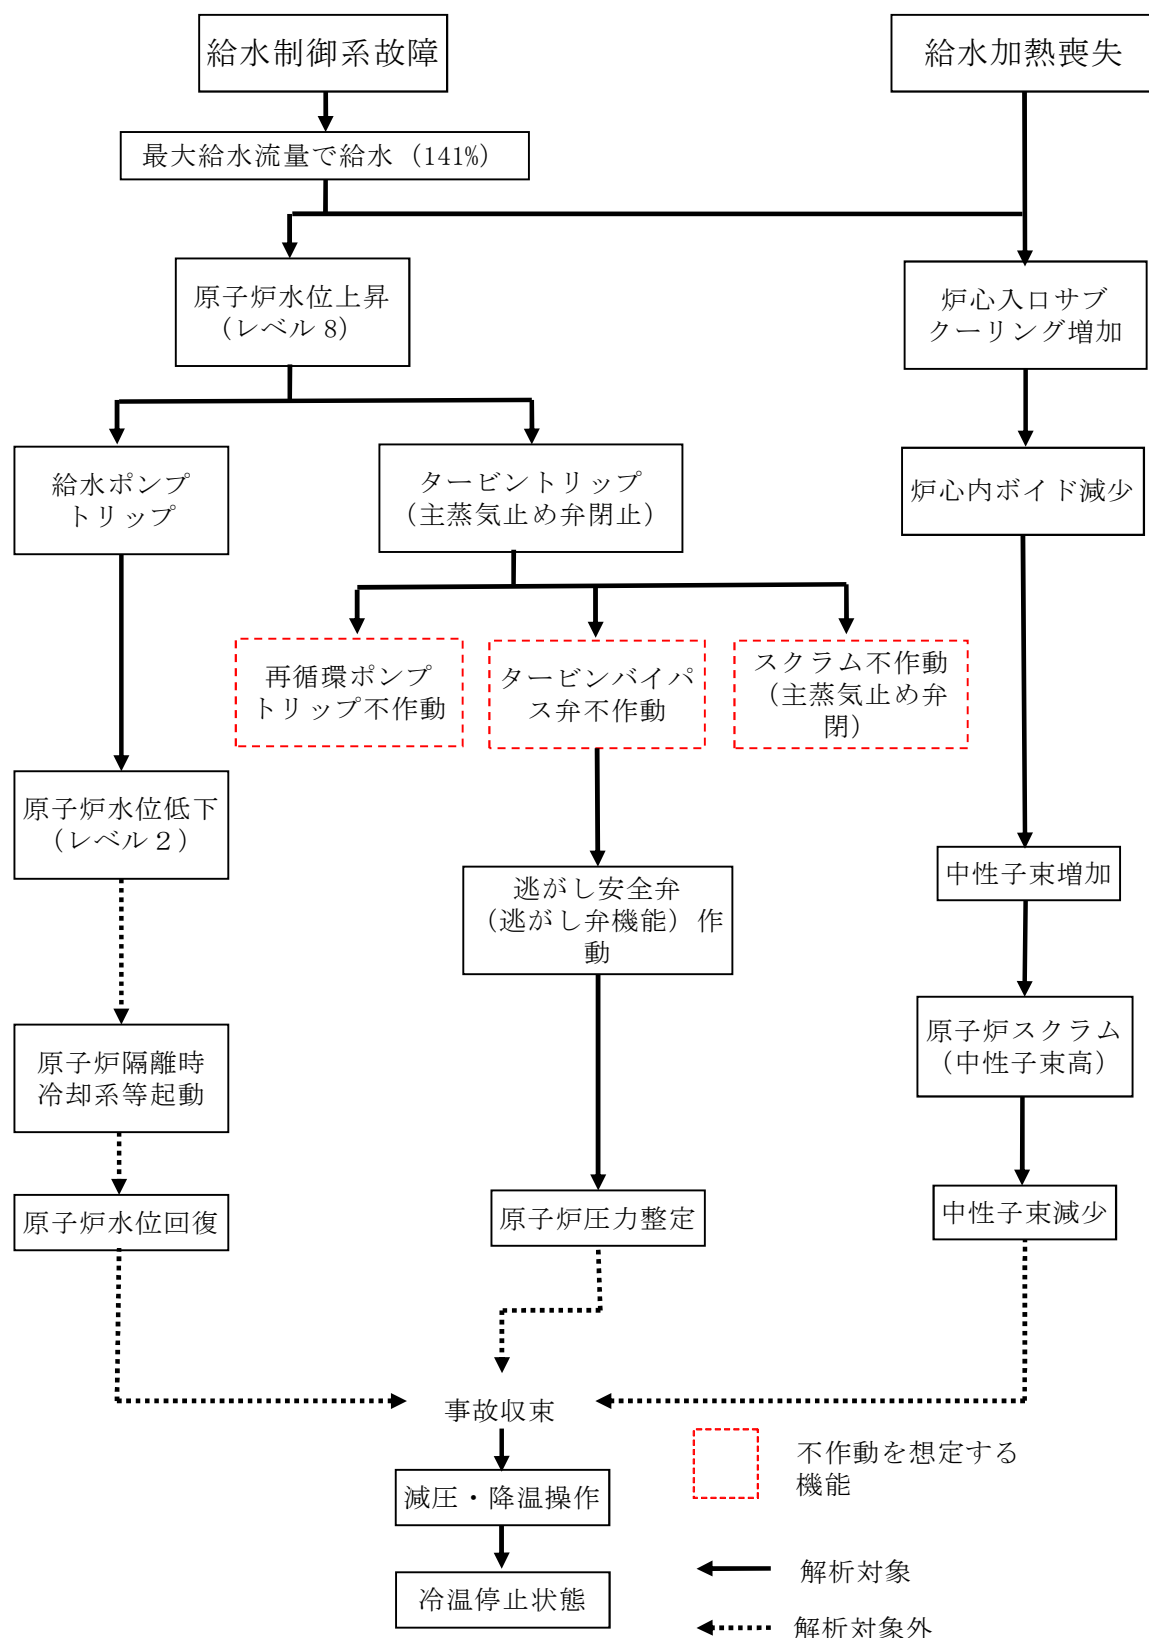 給水制御系故障
給水加熱喪失
最大給水流量で給水（141%）
原子炉水位上昇
（レベル 8）
炉心入口サブ
クーリング増加
給水ポンプ
トリップ
タービントリップ
（主蒸気止め弁閉止）
炉心内ボイド減少
再循環ポンプ
トリップ不作動
タービンバイパ
ス弁不作動
スクラム不作動
（主蒸気止め弁
閉）
原子炉水位低下
（レベル２）
逃がし安全弁
（逃がし弁機能）作
動
中性子束増加
原子炉隔離時
冷却系等起動
原子炉スクラム
（中性子束高）
原子炉水位回復
原子炉圧力整定
中性子束減少
事故収束
減圧・降温操作
冷温停止状態
不作動を想定する
機能
解析対象
解析対象外